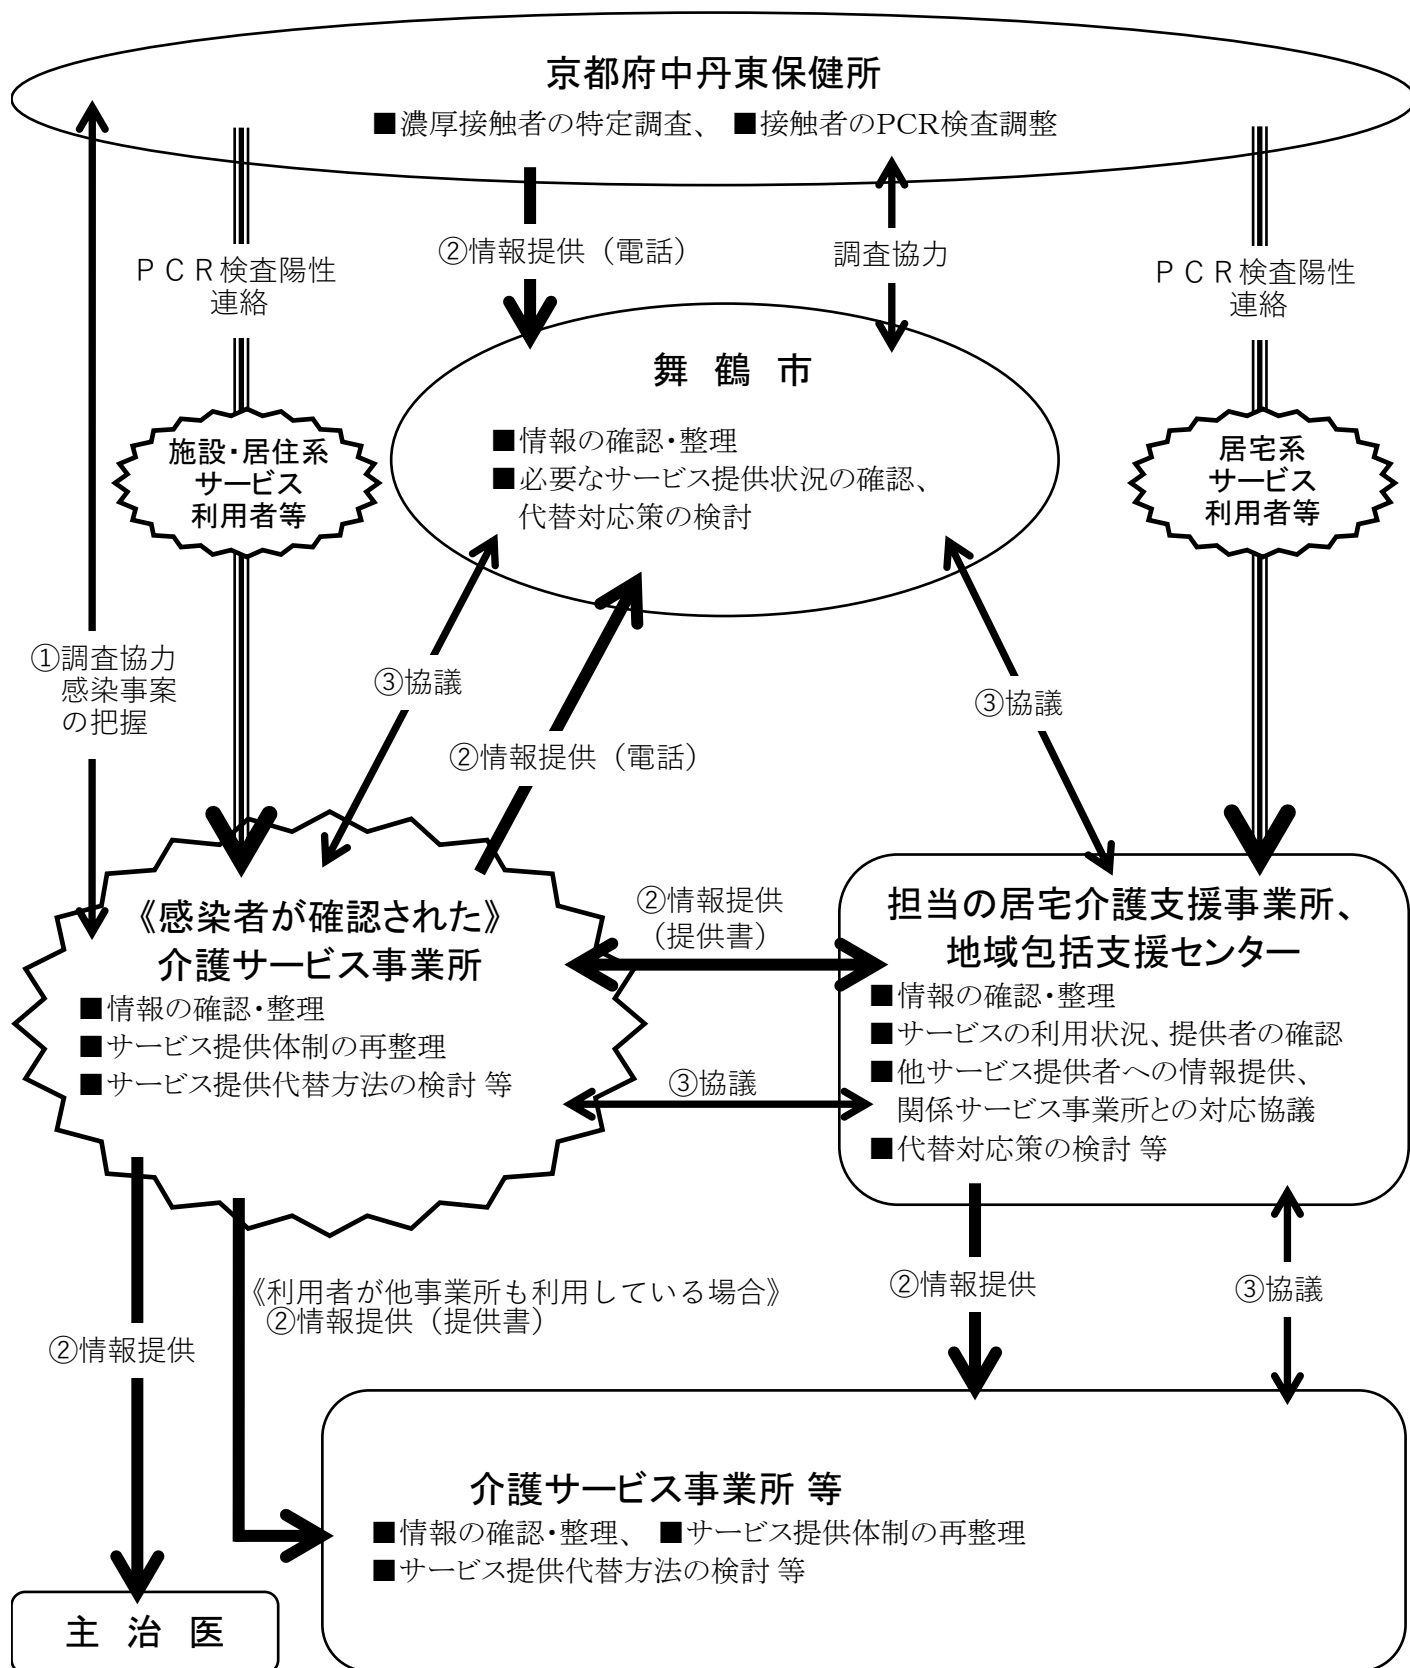 京都府中丹東保健所
■濃厚接触者の特定調査、 ■接触者のPCR検査調整
②情報提供（電話）
調査協力
ＰＣＲ検査陽性
連絡
ＰＣＲ検査陽性
連絡
舞 鶴 市
■情報の確認・整理
■必要なサービス提供状況の確認、
代替対応策の検討
施設・居住系
サービス
利用者等
居宅系
サービス
利用者等
①調査協力
感染事案
の把握
③協議
②情報提供（電話）
③協議
《感染者が確認された》
介護サービス事業所
■情報の確認・整理
■サービス提供体制の再整理
■サービス提供代替方法の検討 等
②情報提供
（提供書）
③協議
担当の居宅介護支援事業所、
地域包括支援センター
■情報の確認・整理
■サービスの利用状況、提供者の確認
■他サービス提供者への情報提供、
関係サービス事業所との対応協議
■代替対応策の検討 等
②情報提供
《利用者が他事業所も利用している場合》
②情報提供（提供書）
②情報提供
③協議
介護サービス事業所 等
■情報の確認・整理、 ■サービス提供体制の再整理
■サービス提供代替方法の検討 等
主 治 医